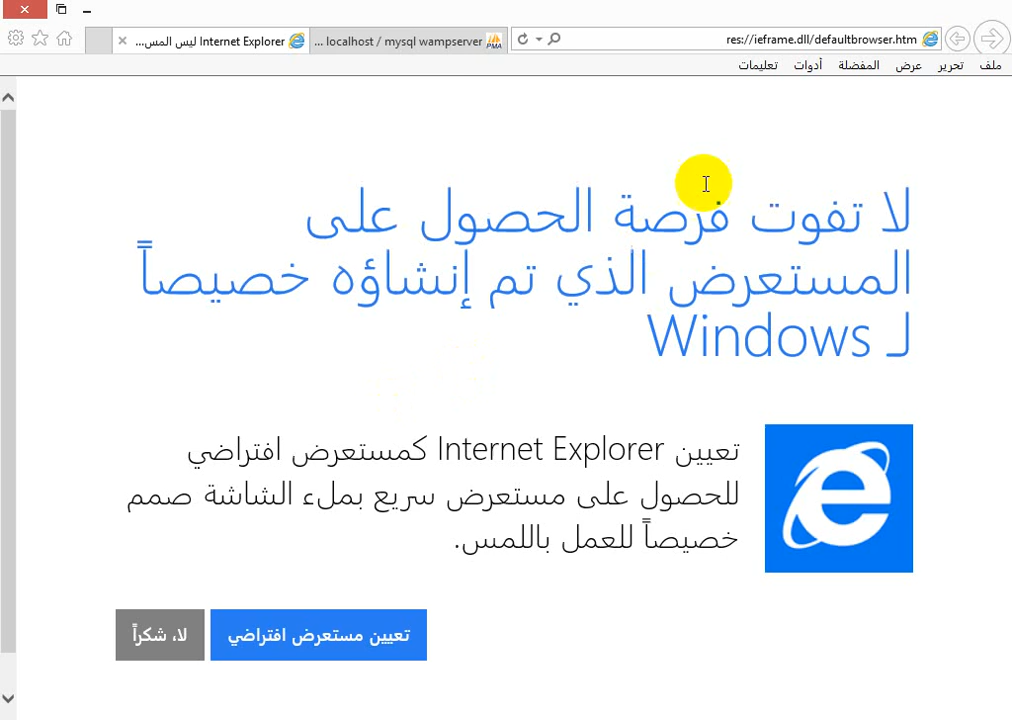 res://ieframe.dll/defaultbrowser.htm
localhost / mysql wampserver ...
Internet Explorer ليس المس...
ملف تحرير عرض المفضلة أدوات تعليمات
لا تفوت فرصة الحصول على
المستعرض الذي تم إنشاؤه خصيصاً
لـ Windows
تعيين Internet Explorer كمستعرض افتراضي
للحصول على مستعرض سريع بملء الشاشة صمم
خصيصاً للعمل باللمس.
تعيين مستعرض افتراضي
لا، شكراً